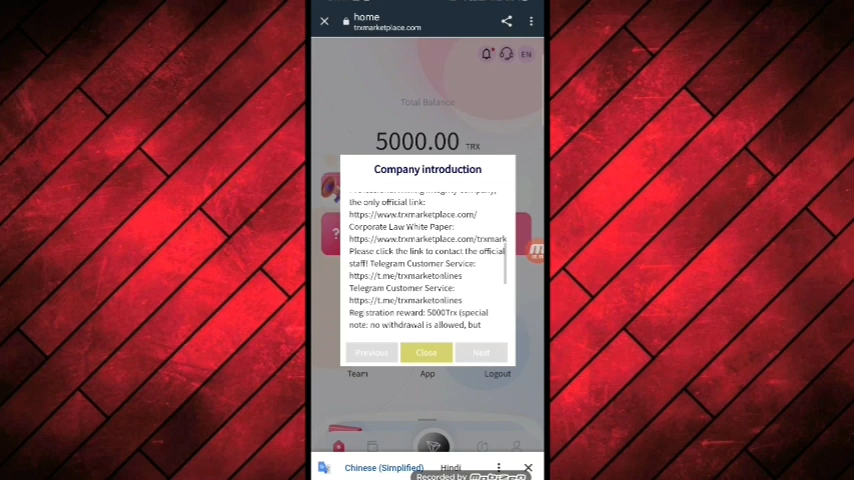 home
trxmarketplace.com
EN
Total Balance
5000.00 TRX
Company introduction
the only official link:
https://www.trxmarketplace.com/
Corporate Law White Paper:
https://www.trxmarketplace.com/trxmark
Please click the link to contact the official
staff! Telegram Customer Service:
https://t.me/trxmarketonlines
Telegram Customer Service:
https://t.me/trxmarketonlines
Registration reward: 5000Trx (special
note: no withdrawal is allowed, but
Previous Close Next
Team App Logout
Chinese (Simplified) Hindi
Recorded by